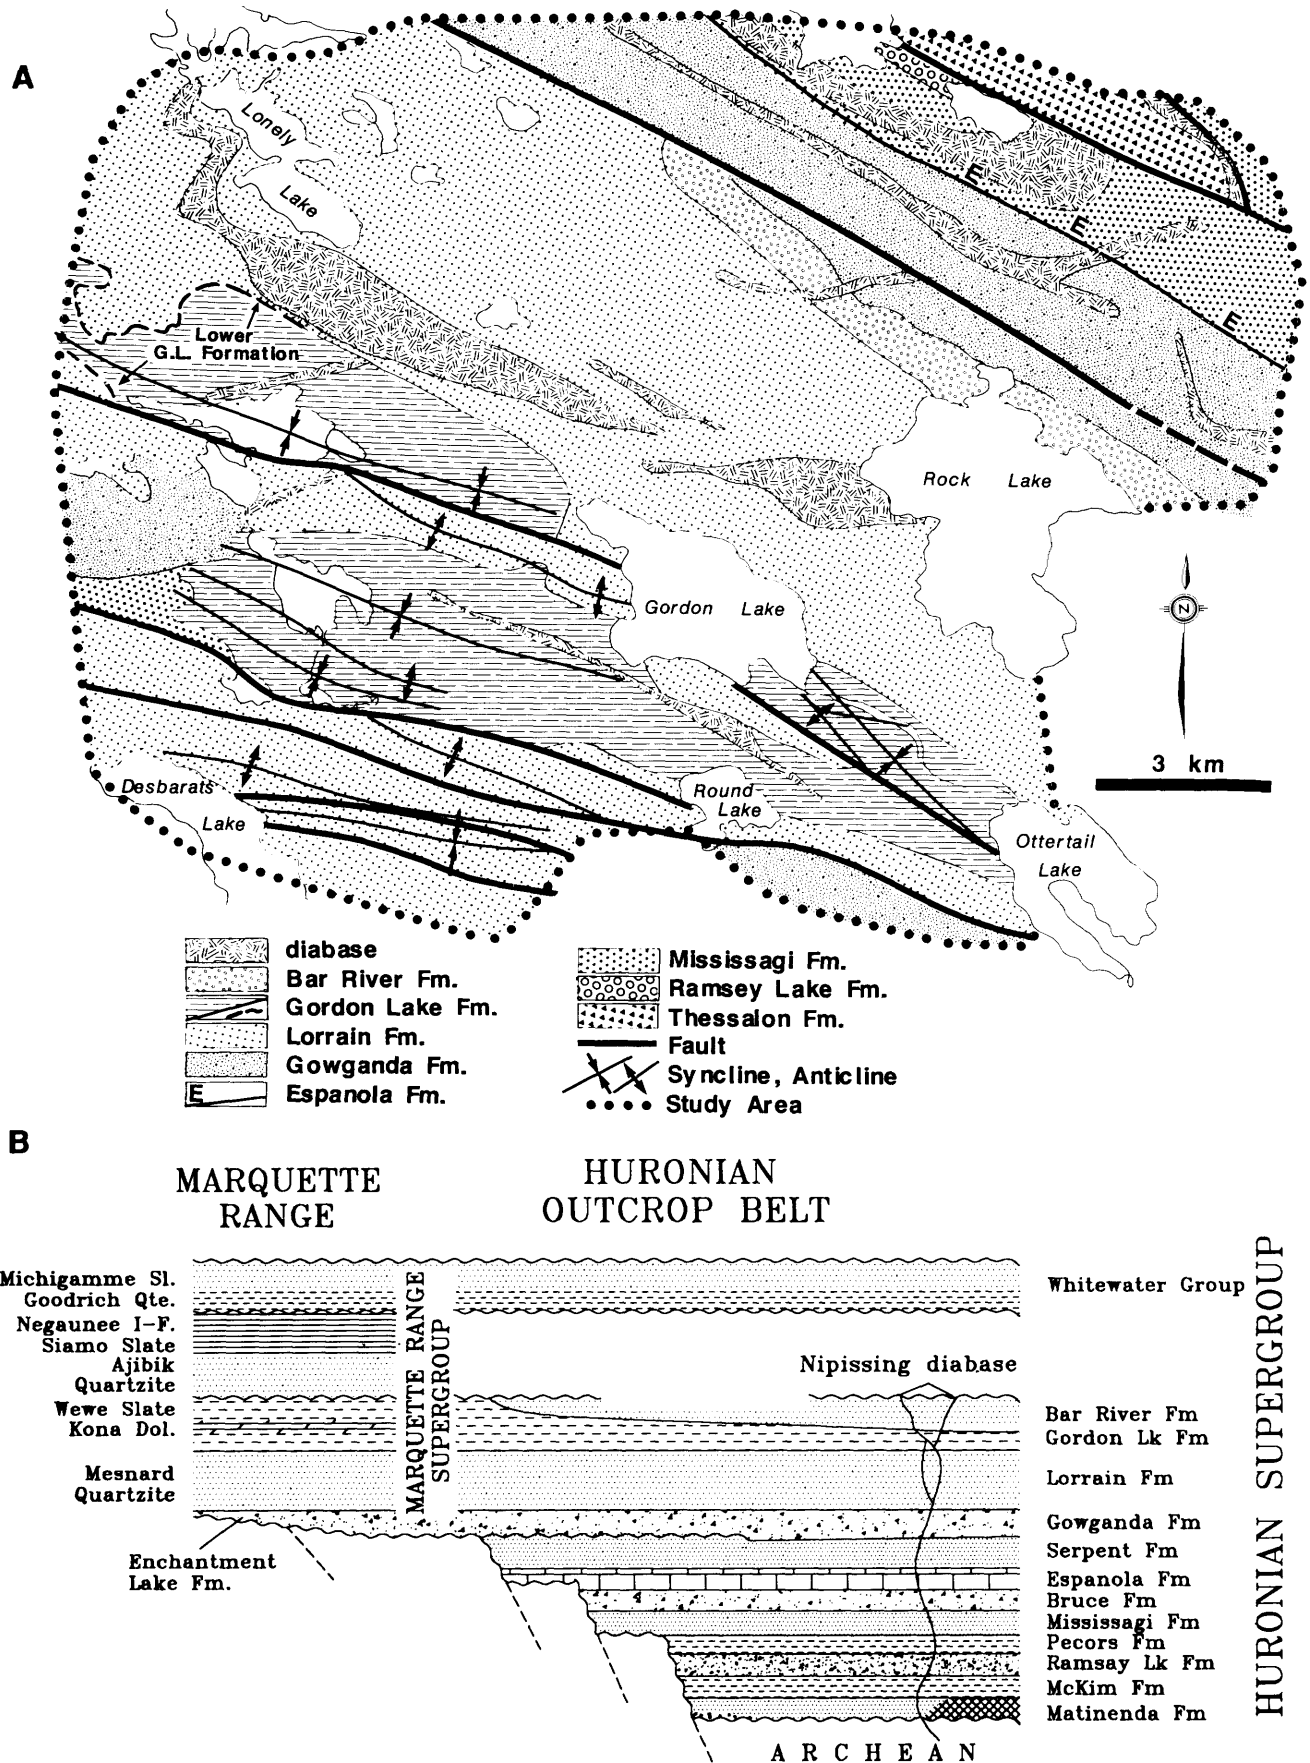 A
Lonely
Lake
E
E
E
Lower
G.L. Formation
Rock Lake
Gordon Lake
N
3 km
Desbarats
Lake
Round
Lake
Ottertail
Lake
diabase
Bar River Fm.
Gordon Lake Fm.
Lorrain Fm.
Gowganda Fm.
E Espanola Fm.
Mississagi Fm.
Ramsey Lake Fm.
Thessalon Fm.
Fault
Syncline, Anticline
Study Area
B
MARQUETTE
RANGE
HURONIAN
OUTCROP BELT
Michigamme Sl.
Goodrich Qte.
Negaunee I-F.
Siamo Slate
Ajibik
Quartzite
Wewe Slate
Kona Dol.
Mesnard
Quartzite
Enchantment
Lake Fm.
MARQUETTE RANGE
SUPERGROUP
Nipissing diabase
Whitewater Group
Bar River Fm
Gordon Lk Fm
Lorrain Fm
Gowganda Fm
Serpent Fm
Espanola Fm
Bruce Fm
Mississagi Fm
Pecors Fm
Ramsay Lk Fm
McKim Fm
Matinenda Fm
ARCHEAN
HURONIAN SUPERGROUP